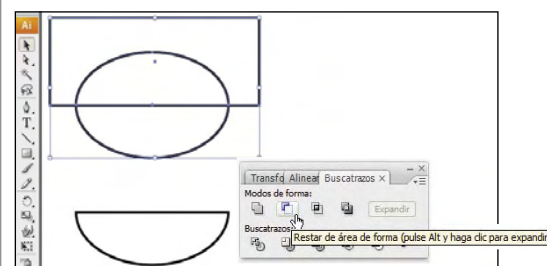 Ai
T
Transfo Alinear Buscatrazos ×
Modos de forma:
Expandir
Buscatrazos:
Restar de área de forma (pulse Alt y haga clic para expandir